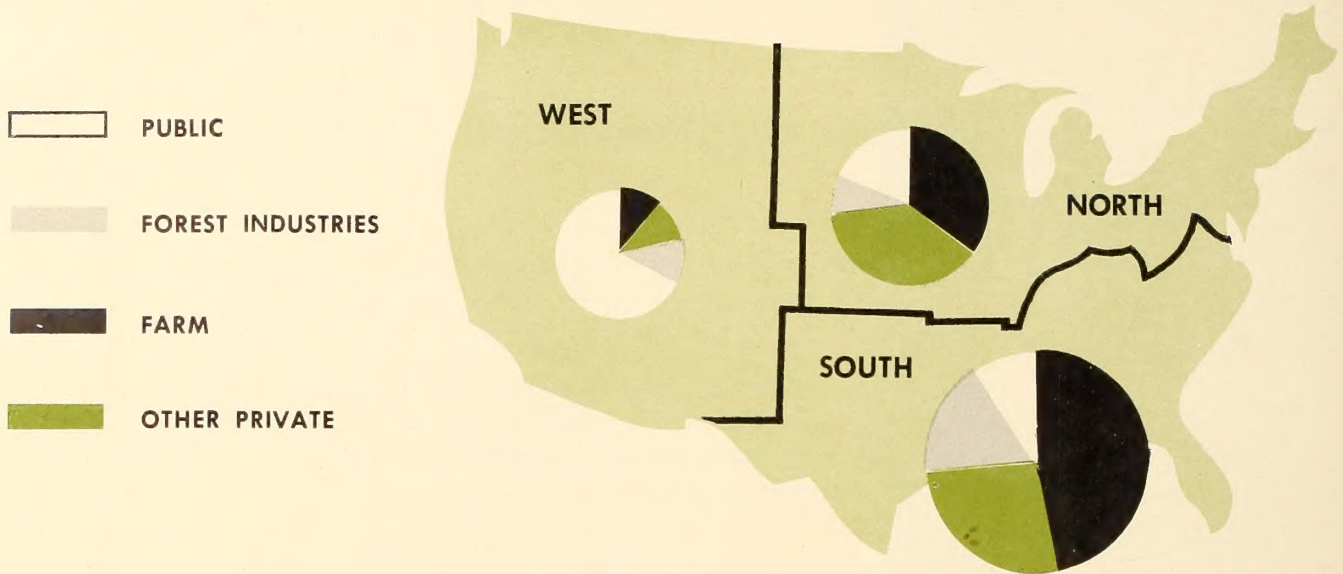 PUBLIC
FOREST INDUSTRIES
FARM
OTHER PRIVATE
WEST
NORTH
SOUTH